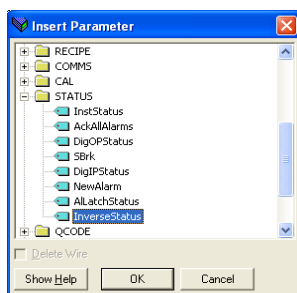 Insert Parameter
RECIPE
COMMS
CAL
STATUS
InstStatus
AckAllAlarms
DigOPStatus
SBrk
DigIPStatus
NewAlarm
AlLatchStatus
InverseStatus
QCODE
Delete Wire
Show Help
OK
Cancel